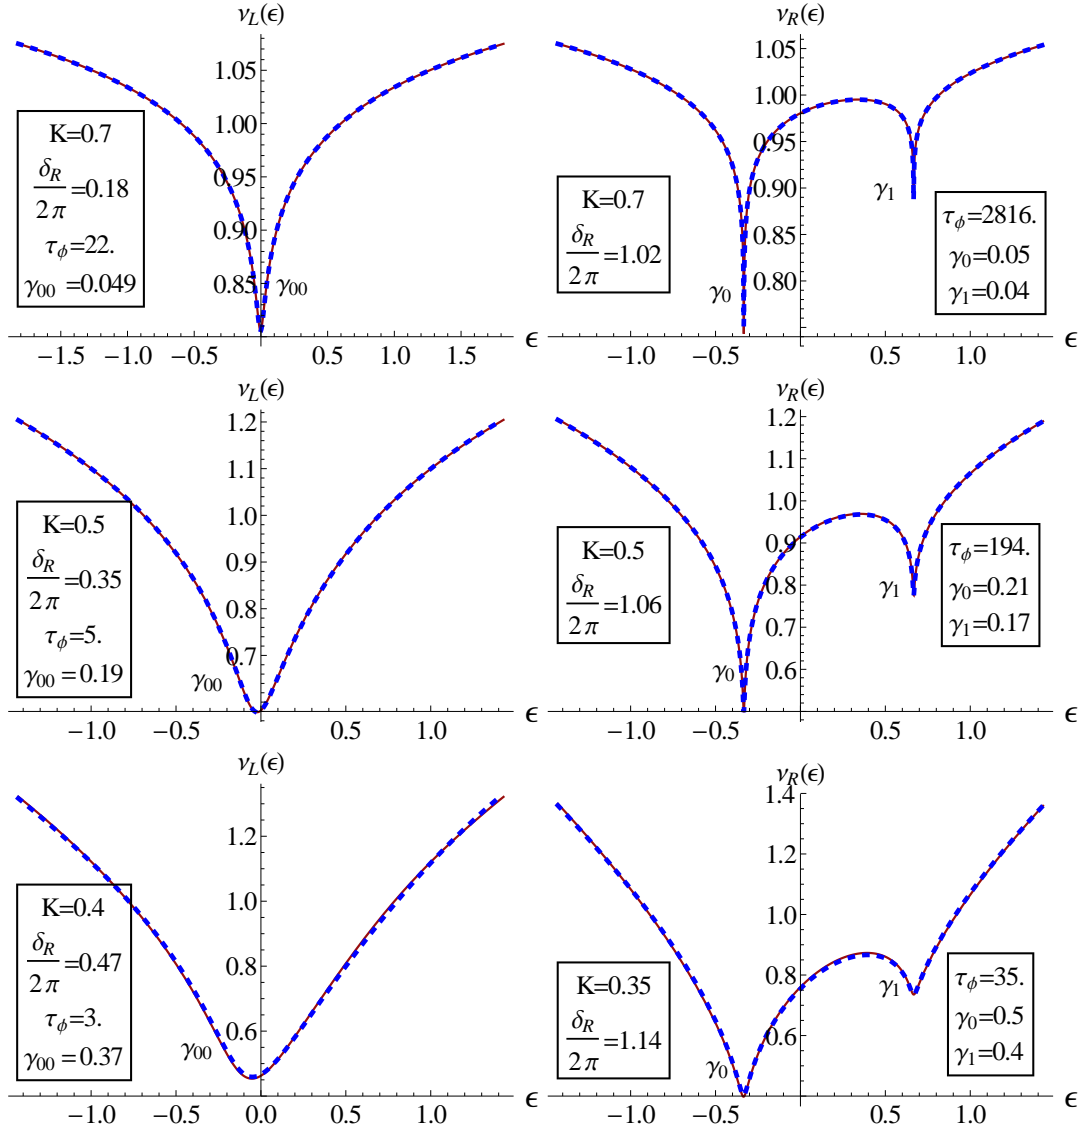 ν_L(ϵ)
1.05
1.00
0.95
0.90
0.85
K=0.7
δ_R/2π=0.18
τ_ϕ=22.
γ_00=0.049
γ_00
−1.5 −1.0 −0.5 0.5 1.0 1.5 ϵ
ν_R(ϵ)
1.05
1.00
0.95
0.90
0.85
0.80
K=0.7
δ_R/2π=1.02
γ_0
γ_1
τ_ϕ=2816.
γ_0=0.05
γ_1=0.04
−1.0 −0.5 0.5 1.0 ϵ
ν_L(ϵ)
1.2
1.1
1.0
0.9
0.8
0.7
K=0.5
δ_R/2π=0.35
τ_ϕ=5.
γ_00=0.19
γ_00
−1.0 −0.5 0.5 1.0 ϵ
ν_R(ϵ)
1.2
1.1
1.0
0.9
0.8
0.7
0.6
K=0.5
δ_R/2π=1.06
γ_0
γ_1
τ_ϕ=194.
γ_0=0.21
γ_1=0.17
−1.0 −0.5 0.5 1.0 ϵ
ν_L(ϵ)
1.2
1.0
0.8
0.6
K=0.4
δ_R/2π=0.47
τ_ϕ=3.
γ_00=0.37
γ_00
−1.0 −0.5 0.0 0.5 1.0 ϵ
ν_R(ϵ)
1.4
1.2
1.0
0.8
0.6
K=0.35
δ_R/2π=1.14
γ_0
γ_1
τ_ϕ=35.
γ_0=0.5
γ_1=0.4
−1.0 −0.5 0.5 1.0 ϵ